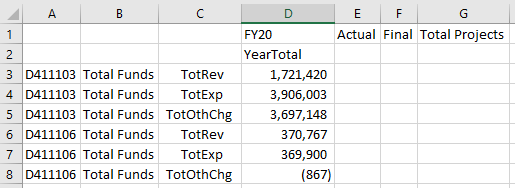 A B C D E F G
1 FY20 Actual Final Total Projects
2 YearTotal
3 D411103 Total Funds TotRev 1,721,420
4 D411103 Total Funds TotExp 3,906,003
5 D411103 Total Funds TotOthChg 3,697,148
6 D411106 Total Funds TotRev 370,767
7 D411106 Total Funds TotExp 369,900
8 D411106 Total Funds TotOthChg (867)